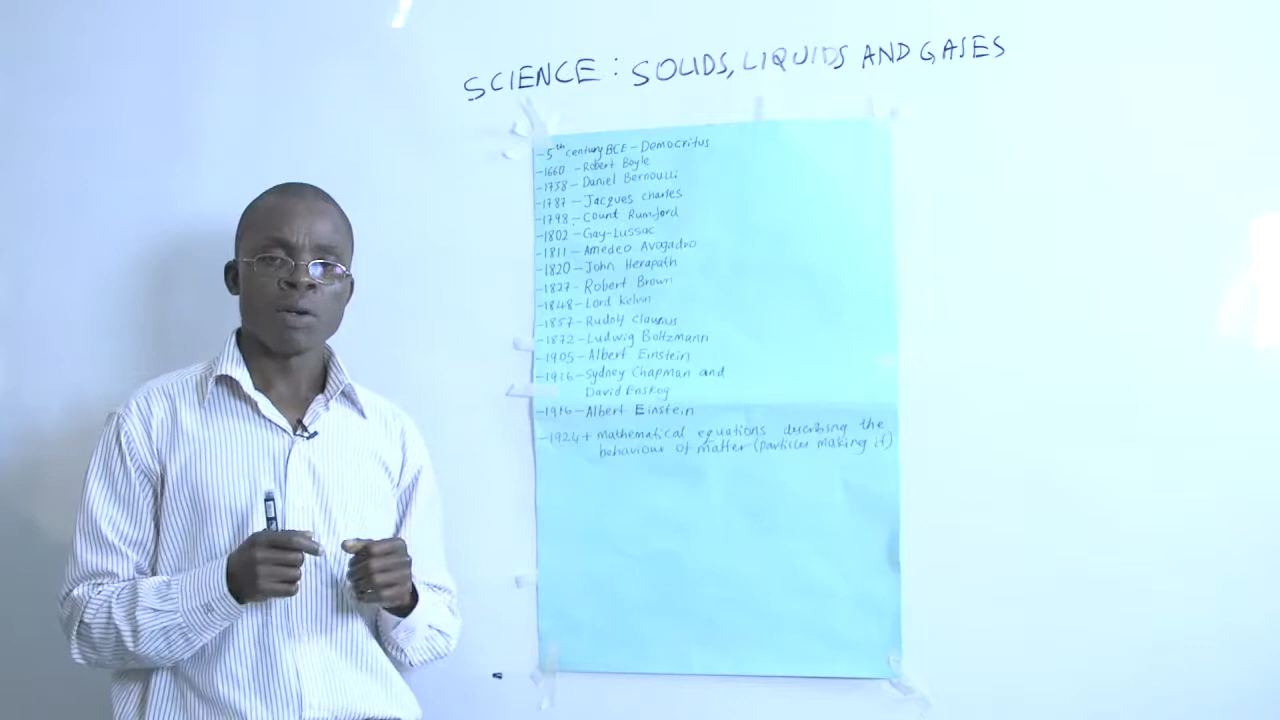 SCIENCE: SOLIDS, LIQUIDS AND GASES
- 5th century BCE - Democritus
- 1660 - Robert Boyle
- 1738 - Daniel Bernoulli
- 1787 - Jacques charles
- 1798 - Count Rumford
- 1802 - Gay-Lussac
- 1811 - Amedeo Avogadro
- 1820 - John Herapath
- 1827 - Robert Brown
- 1848 - Lord Kelvin
- 1857 - Rudolf Clausius
- 1872 - Ludwig Boltzmann
- 1905 - Albert Einstein
- 1916 - Sydney Chapman and
David Enskog
- 1916 - Albert Einstein
- 1924 + mathematical equations describing the
behaviour of matter (particles making it)